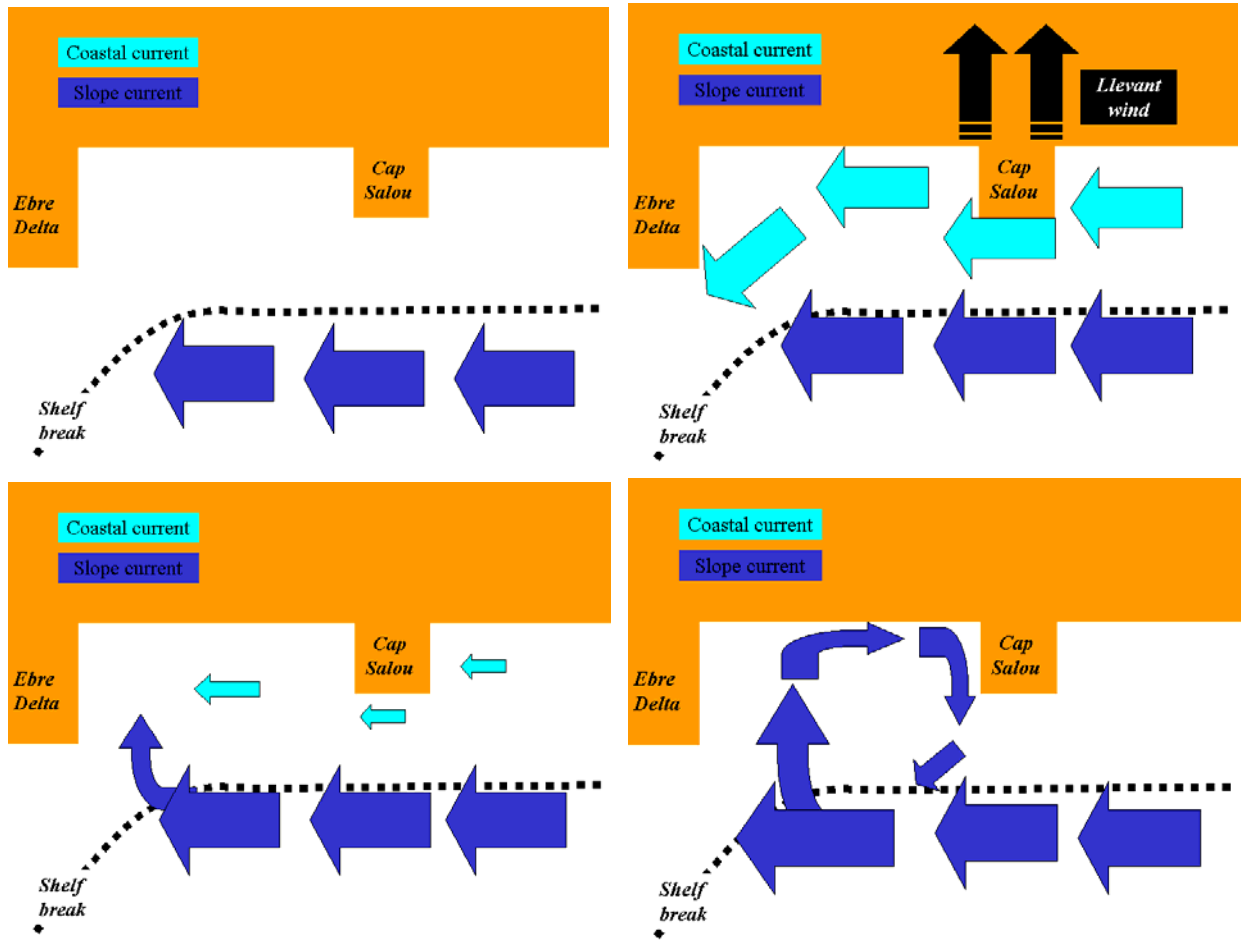 Coastal current
Slope current
Cap
Salou
Ebre
Delta
Shelf
break
Coastal current
Slope current
Llevant
wind
Cap
Salou
Ebre
Delta
Shelf
break
Coastal current
Slope current
Cap
Salou
Ebre
Delta
Shelf
break
Coastal current
Slope current
Cap
Salou
Ebre
Delta
Shelf
break